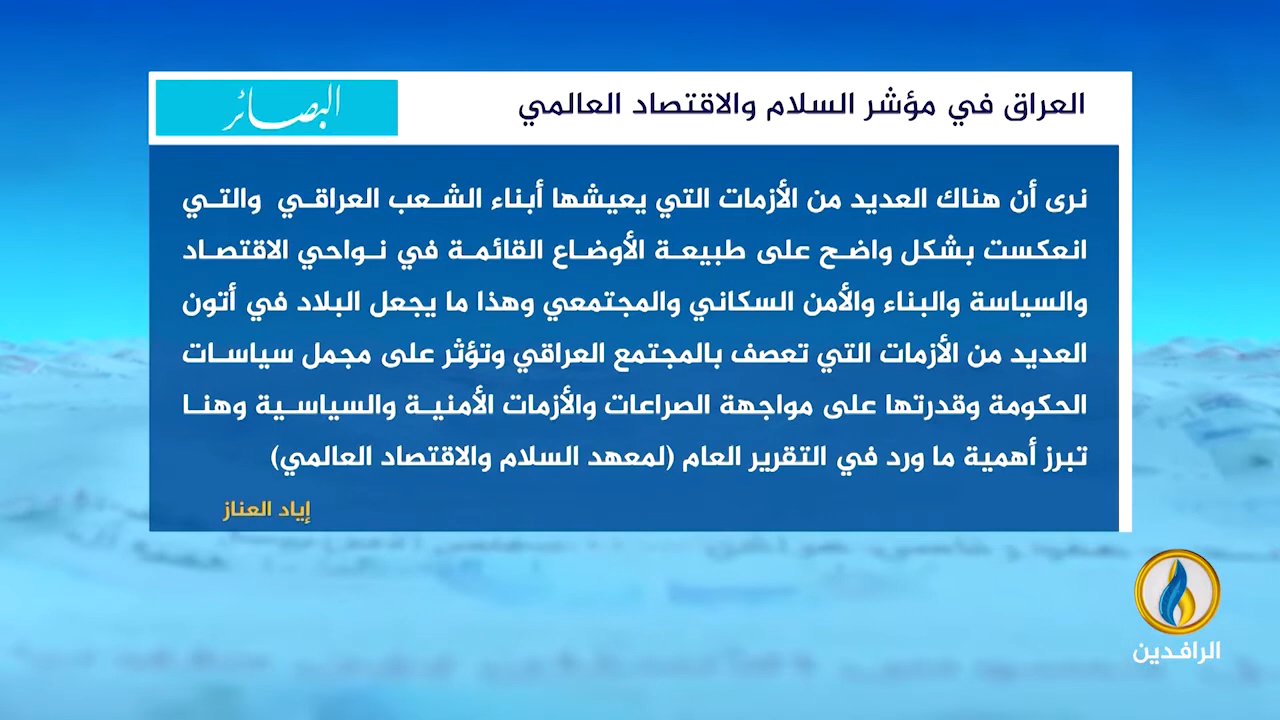 العراق في مؤشر السلام والاقتصاد العالمي
البصائر
نرى أن هناك العديد من الأزمات التي يعيشها أبناء الشعب العراقي والتي
انعكست بشكل واضح على طبيعة الأوضاع القائمة في نواحي الاقتصاد
والسياسة والبناء والأمن السكاني والمجتمعي وهذا ما يجعل البلاد في أتون
العديد من الأزمات التي تعصف بالمجتمع العراقي وتؤثر على مجمل سياسات
الحكومة وقدرتها على مواجهة الصراعات والأزمات الأمنية والسياسية وهنا
تبرز أهمية ما ورد في التقرير العام (لمعهد السلام والاقتصاد العالمي)
إياد العناز
الرافدين